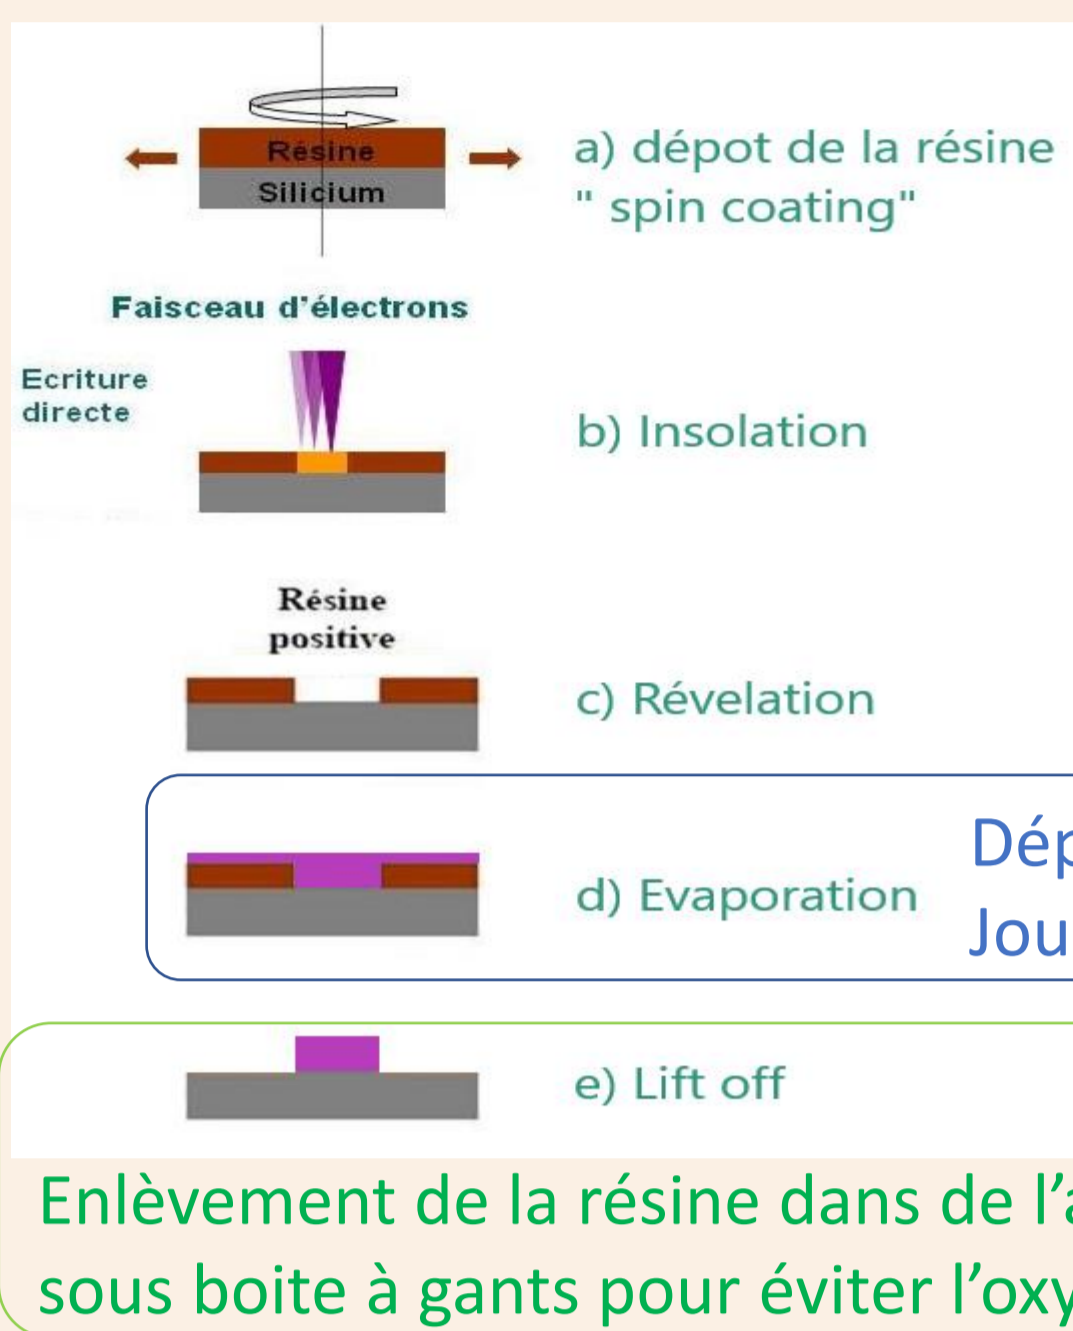 Résine
Silicium
a) dépot de la résine
" spin coating"
Faisceau d'électrons
Ecriture
directe
b) Insolation
Résine
positive
c) Révelation
d) Evaporation
e) Lift off
Enlèvement de la résine dans de
sous boite à gants pour éviter